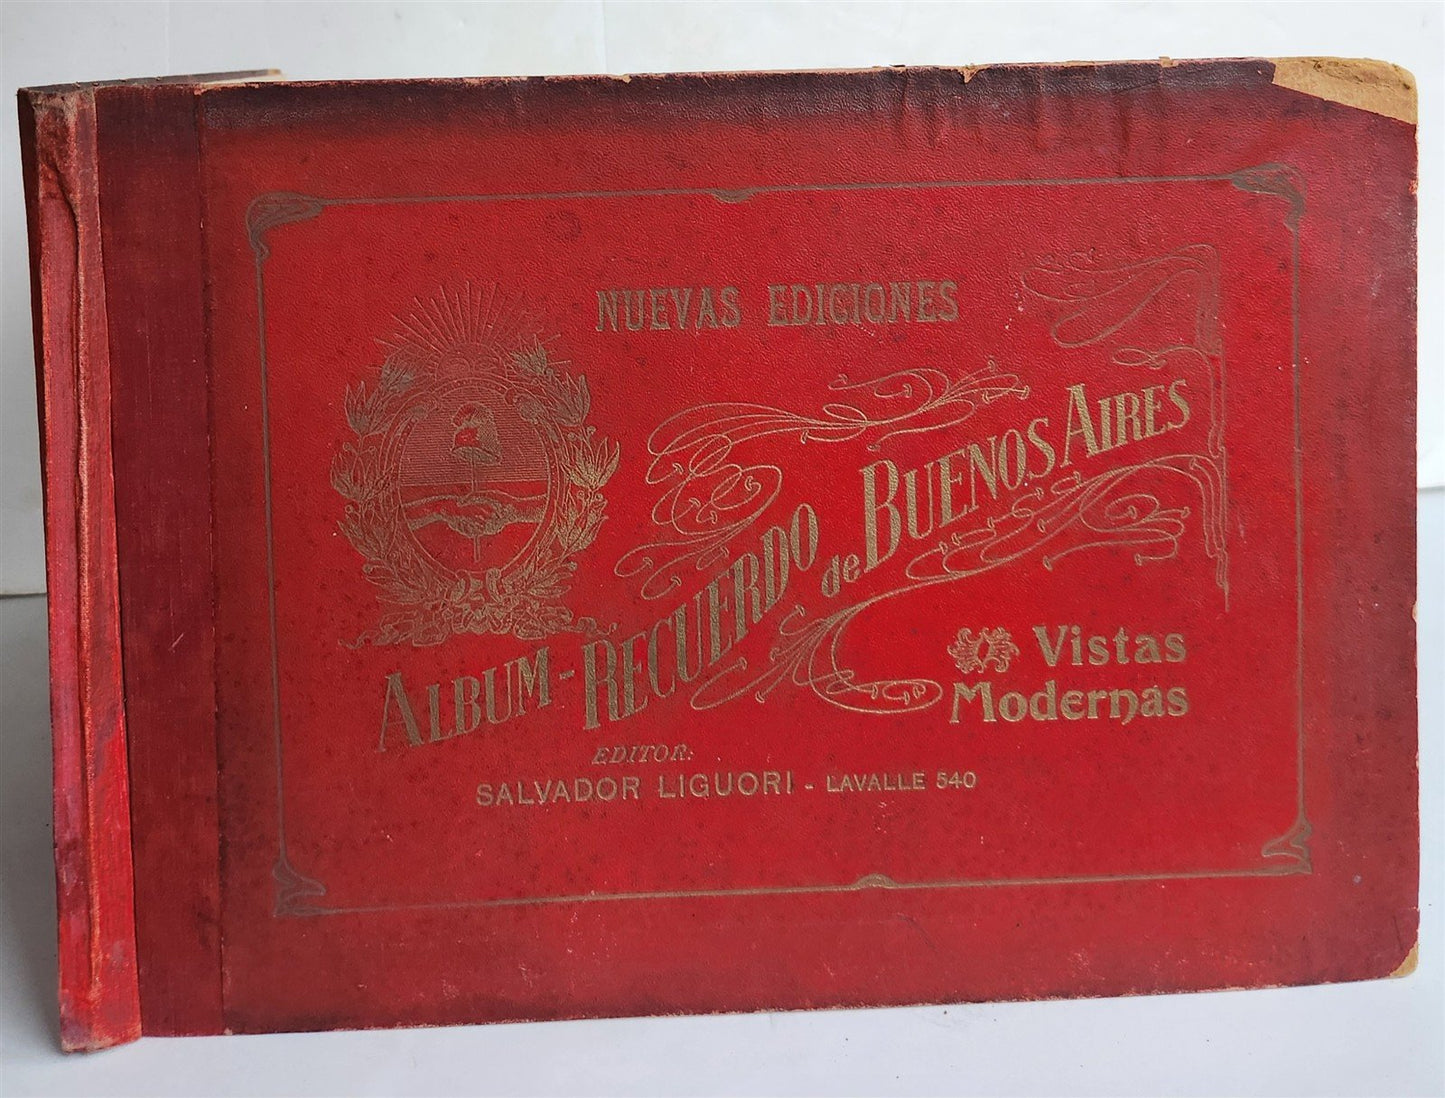 NUEVAS EDICIONES
ALBUM-RECUERDO de BUENOS AIRES
Vistas
Modernas
EDITOR:
SALVADOR LIGUORI - LAVALLE 540